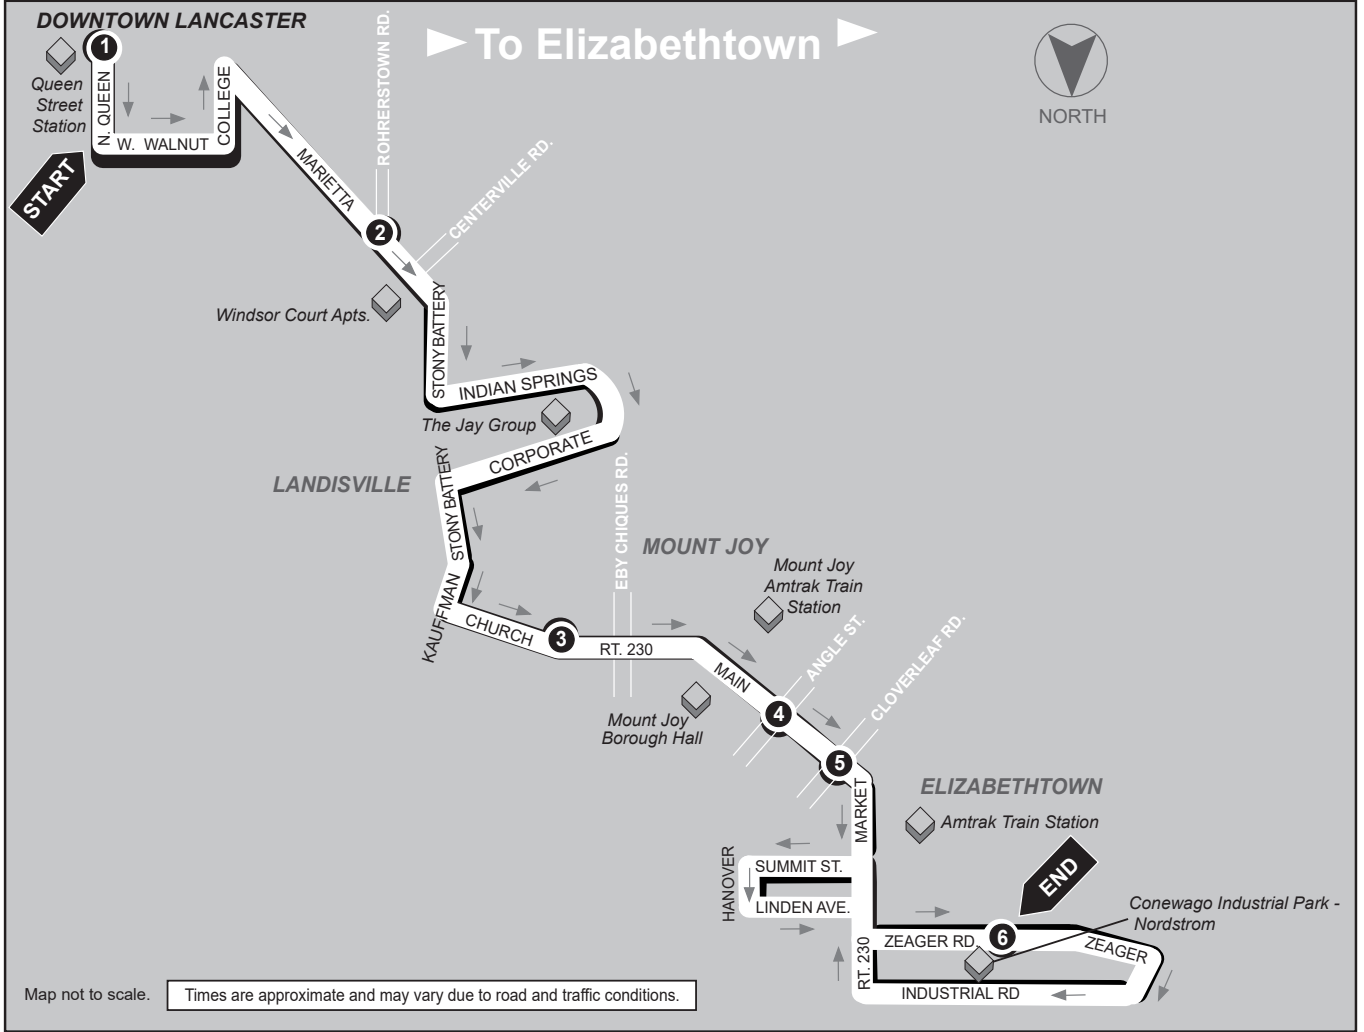 DOWNTOWN LANCASTER
To Elizabethtown
NORTH
1
Queen
Street
Station
N. QUEEN
W. WALNUT
COLLEGE
START
MARIETTA
ROHRERSTOWN RD.
CENTERVILLE RD.
2
Windsor Court Apts.
STONY BATTERY
INDIAN SPRINGS
The Jay Group
CORPORATE
LANDISVILLE
STONY BATTERY
KAUFFMAN
CHURCH
3
EBY CHIQUES RD.
RT. 230
MOUNT JOY
Mount Joy
Amtrak Train
Station
MAIN
Mount Joy
Borough Hall
4
ANGLE ST.
5
CLOVERLEAF RD.
MARKET
ELIZABETHTOWN
Amtrak Train Station
HANOVER
SUMMIT ST.
LINDEN AVE.
END
Conewago Industrial Park -
Nordstrom
ZEAGER RD.
6
ZEAGER
RT. 230
INDUSTRIAL RD
Map not to scale.
Times are approximate and may vary due to road and traffic conditions.